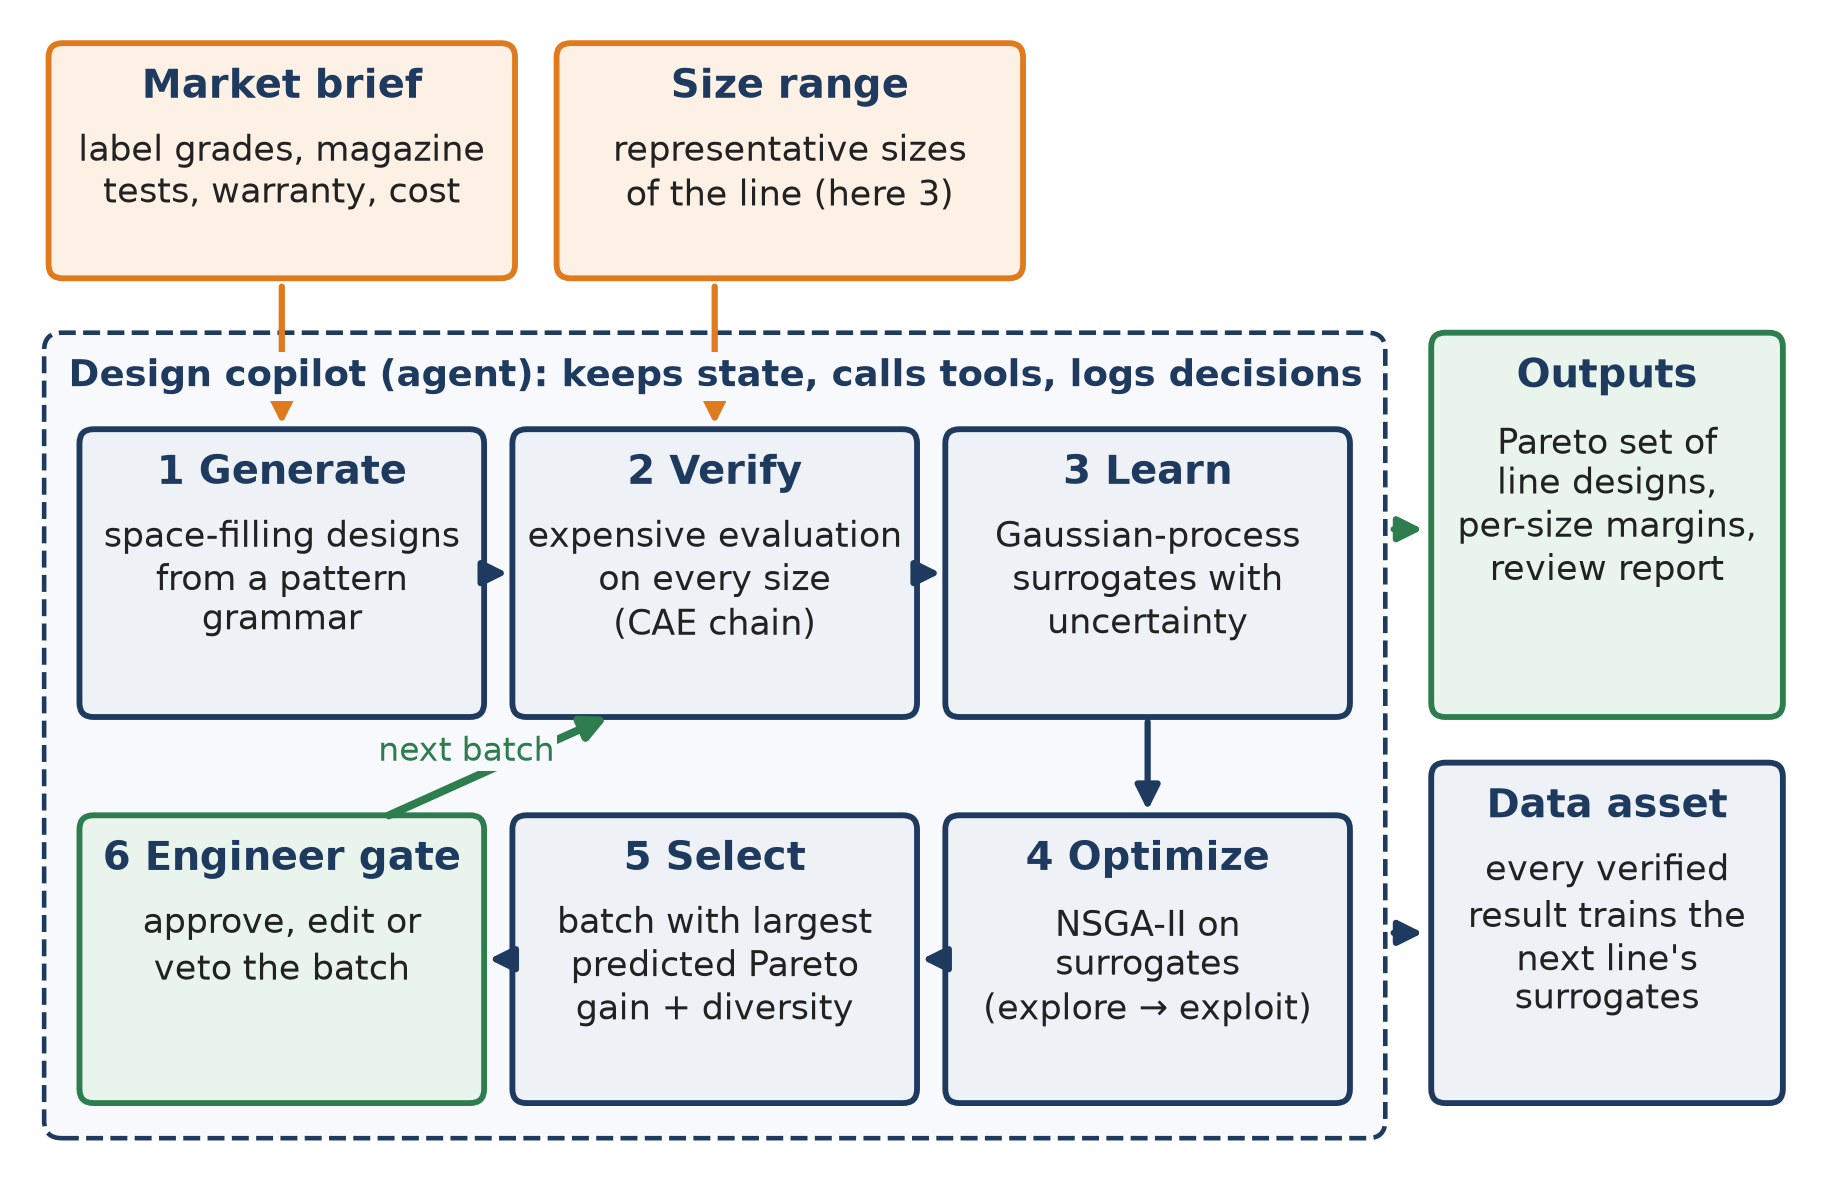 Market brief
label grades, magazine
tests, warranty, cost
Size range
representative sizes
of the line (here 3)
Design copilot (agent): keeps state, calls tools, logs decisions
1 Generate
space-filling designs
from a pattern
grammar
2 Verify
expensive evaluation
on every size
(CAE chain)
3 Learn
Gaussian-process
surrogates with
uncertainty
next batch
4 Optimize
NSGA-II on
surrogates
(explore → exploit)
5 Select
batch with largest
predicted Pareto
gain + diversity
6 Engineer gate
approve, edit or
veto the batch
Outputs
Pareto set of
line designs,
per-size margins,
review report
Data asset
every verified
result trains the
next line's
surrogates